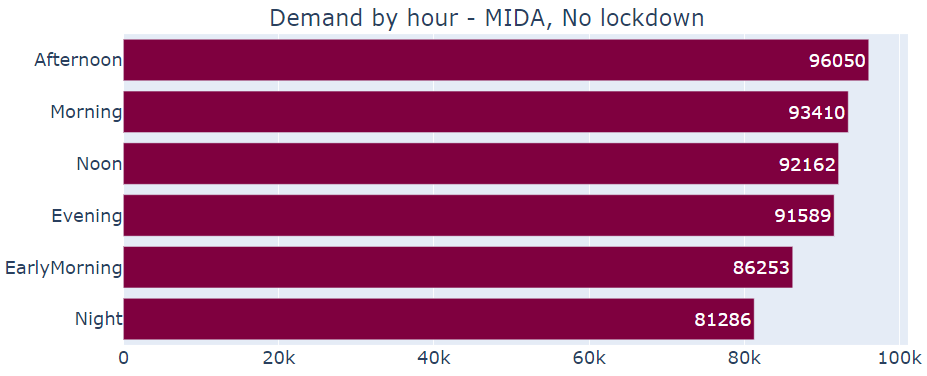 Demand by hour - MIDA, No lockdown
Afternoon 96050
Morning 93410
Noon 92162
Evening 91589
EarlyMorning 86253
Night 81286
0 20k 40k 60k 80k 100k